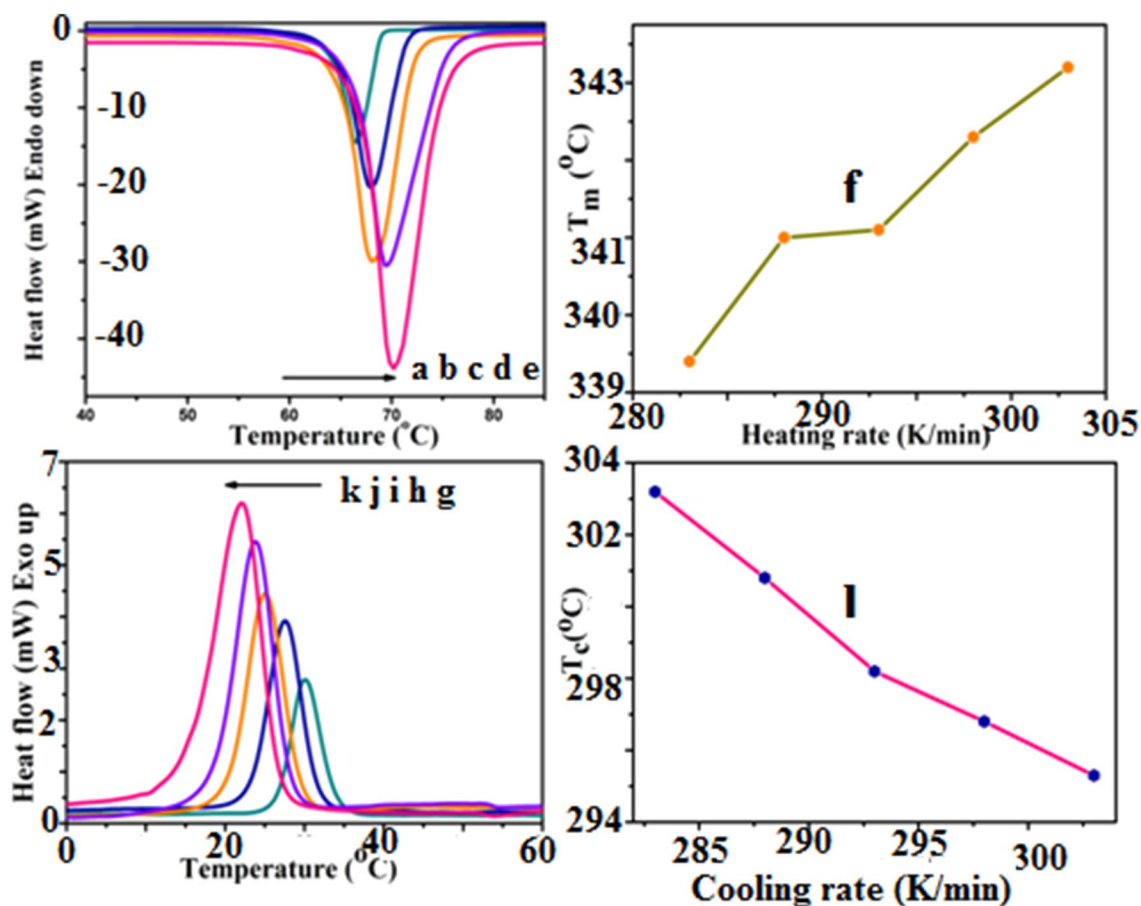 0
-10
-20
-30
-40
Heat flow (mW) Endo down
a b c d e
40 50 60 70 80
Temperature (°C)
343
341
340
339
Tm (°C)
f
280 290 300 305
Heating rate (K/min)
7
5
3
2
0
Heat flow (mW) Exo up
k j i h g
0 20 40 60
Temperature (°C)
304
302
298
294
Tc(°C)
l
285 290 295 300
Cooling rate (K/min)